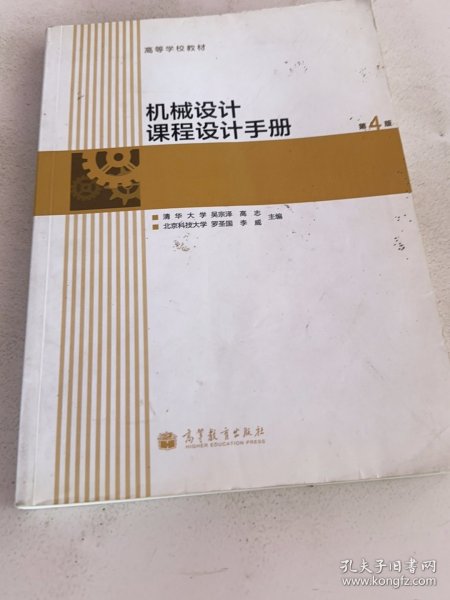 高等学校教材
机械设计
课程设计手册
第4版
清华大学 吴宗泽 高志
北京科技大学 罗圣国 李威
主编
高等教育出版社
HIGHER EDUCATION PRESS
孔夫子旧书网
www.kongfz.com